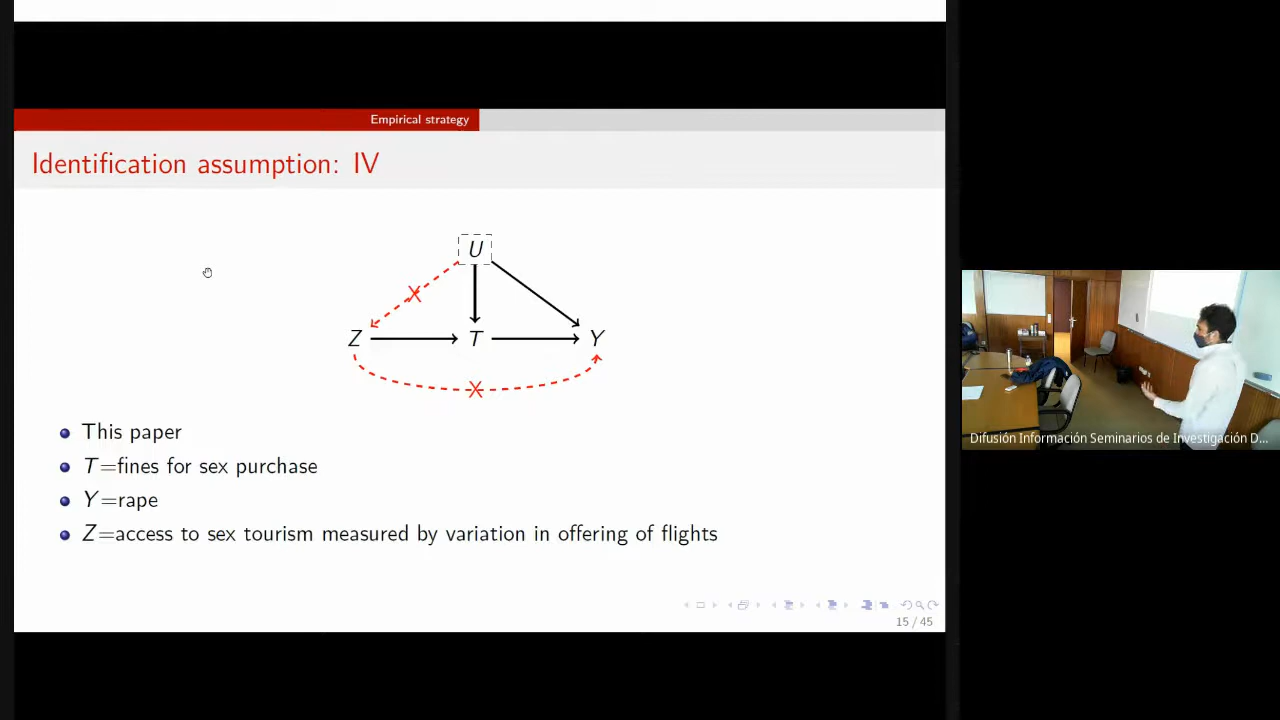 Empirical strategy
Identification assumption: IV
U
X
Z T Y
X
This paper
T=fines for sex purchase
Y=rape
Z=access to sex tourism measured by variation in offering of flights
15 / 45
Difusión Información Seminarios de Investigación D...